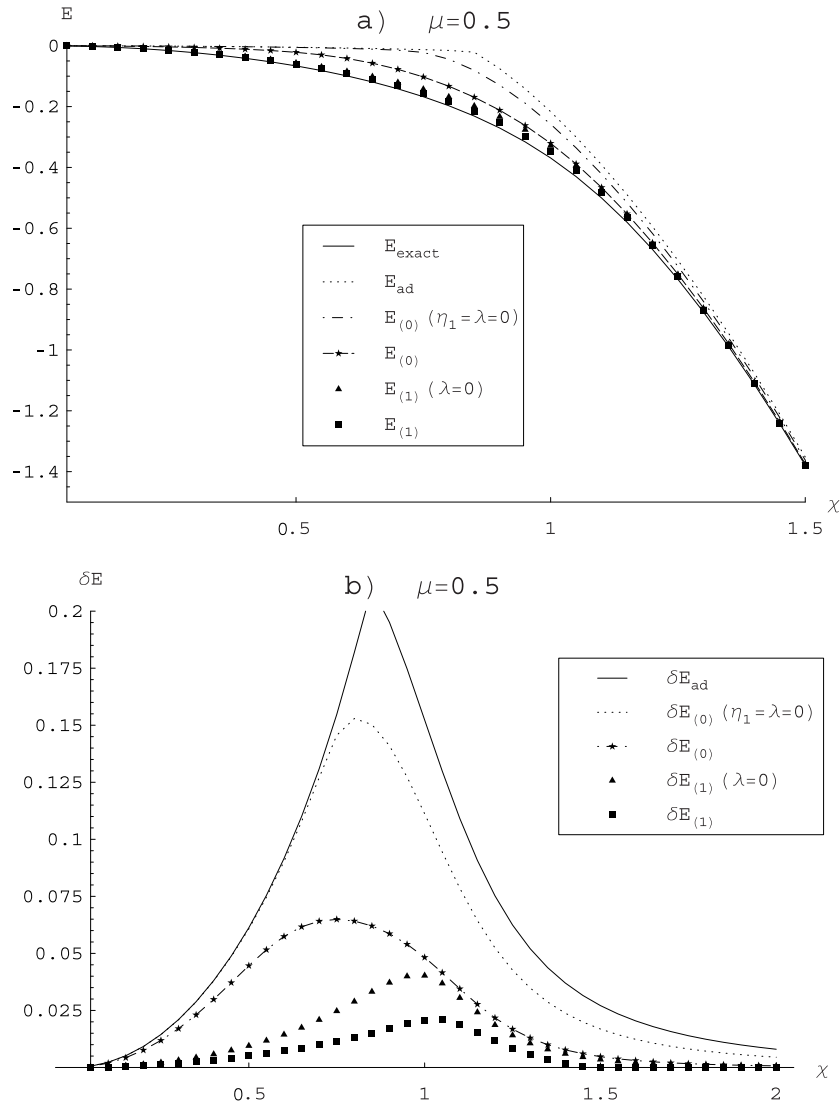 E
a) μ=0.5
0
-0.2
-0.4
-0.6
-0.8
-1
-1.2
-1.4
E_exact
E_ad
E_(0) (η_1=λ=0)
E_(0)
E_(1) (λ=0)
E_(1)
0.5
1
1.5
χ
δE
b) μ=0.5
0.2
0.175
0.15
0.125
0.1
0.075
0.05
0.025
δE_ad
δE_(0) (η_1=λ=0)
δE_(0)
δE_(1) (λ=0)
δE_(1)
0.5
1
1.5
2
χ